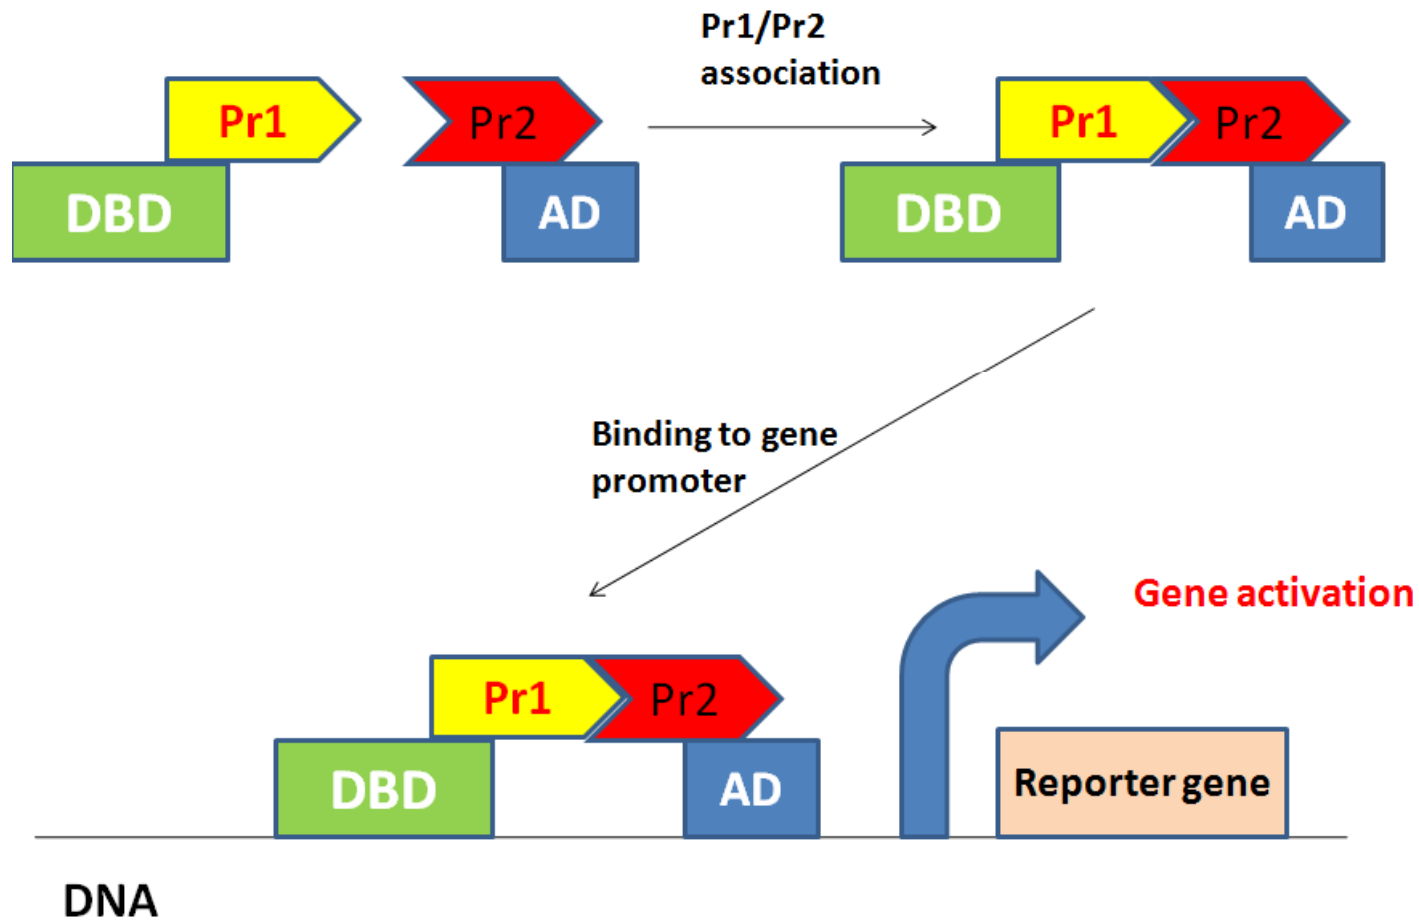 Pr1/Pr2
association
Pr1
Pr2
DBD
AD
Pr1
Pr2
DBD
AD
Binding to gene
promoter
Gene activation
Pr1
Pr2
DBD
AD
Reporter gene
DNA